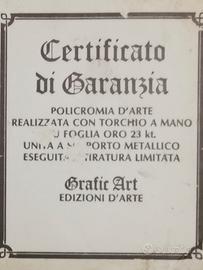 Certificato
di Garanzia
POLICROMIA D'ARTE
REALIZZATA CON TORCHIO A MANO
FOGLIA ORO 23 kt.
UNITA A
METALLICO
TIRATURA LIMITATA
Grafic Art
EDIZIONI D'ARTE